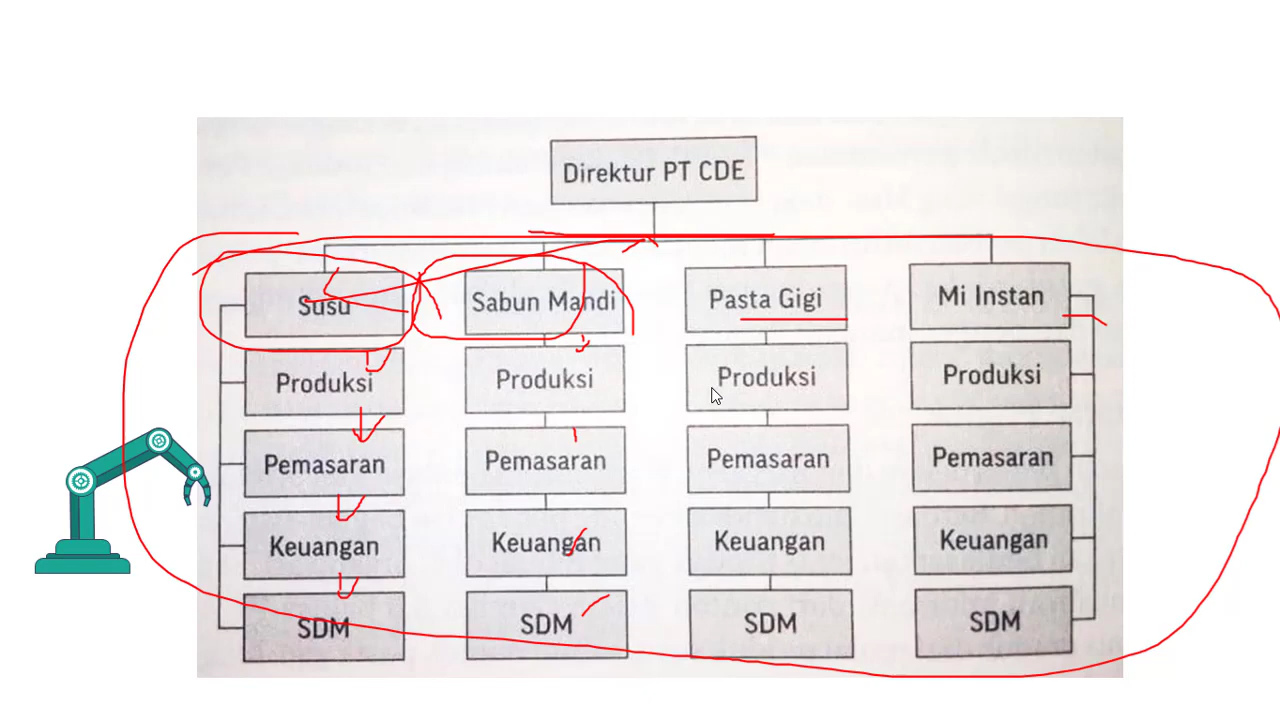 Direktur PT CDE
Susu
Sabun Mandi
Pasta Gigi
Mi Instan
Produksi
Produksi
Produksi
Produksi
Pemasaran
Pemasaran
Pemasaran
Pemasaran
Keuangan
Keuangan
Keuangan
Keuangan
SDM
SDM
SDM
SDM